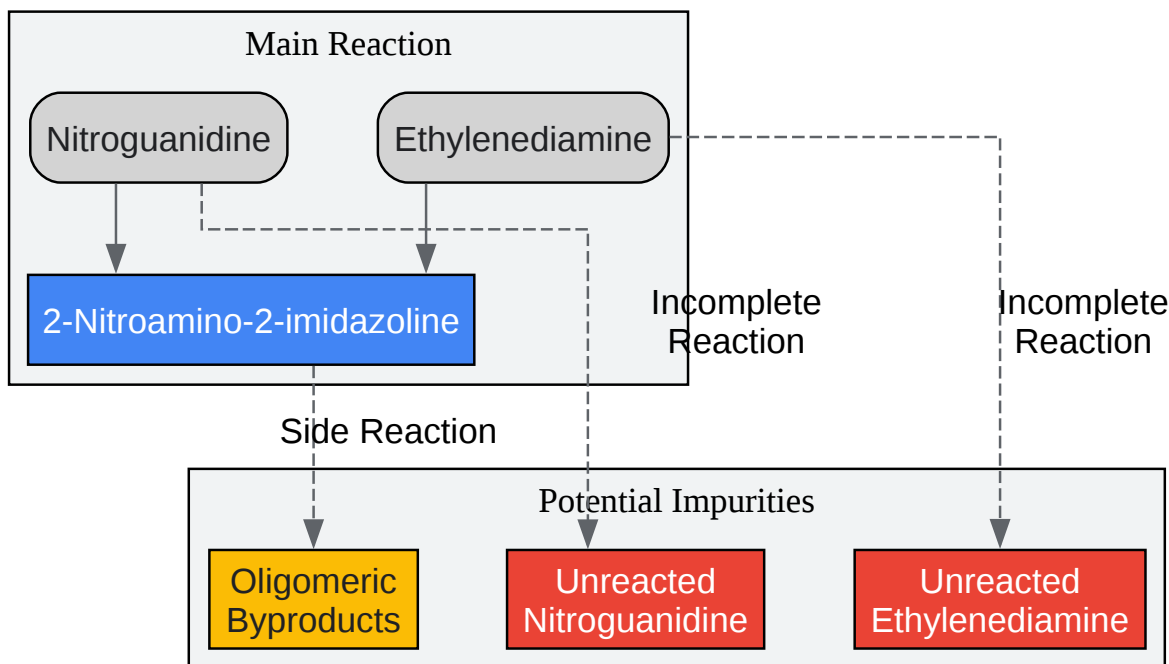 Main Reaction
Nitroguanidine
Ethylenediamine
2-Nitroamino-2-imidazoline
Incomplete
Reaction
Incomplete
Reaction
Side Reaction
Potential Impurities
Oligomeric
Byproducts
Unreacted
Nitroguanidine
Unreacted
Ethylenediamine